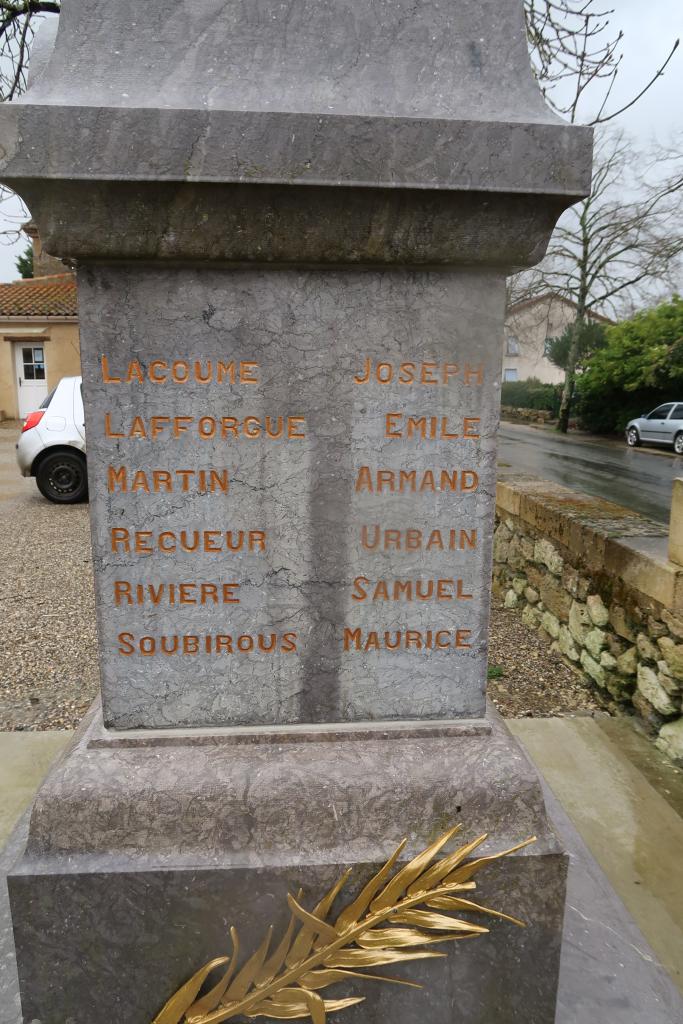 LACOUME JOSEPH
LAFFORGUE EMILE
MARTIN ARMAND
RECUEUR URBAIN
RIVIERE SAMUEL
SOUBIROUS MAURICE